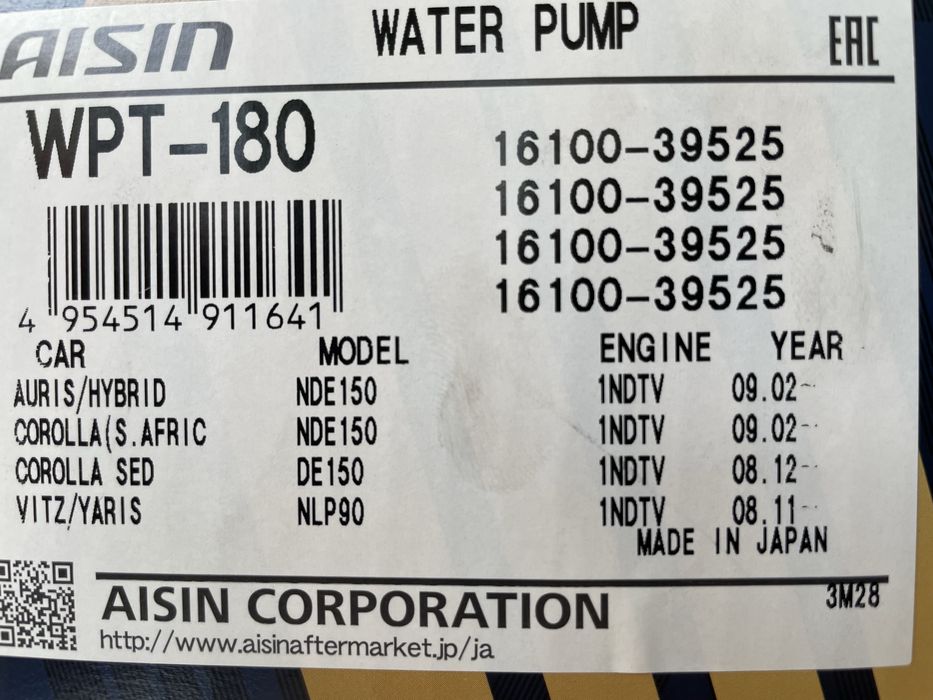 AISIN WATER PUMP EAC
WPT-180
16100-39525
16100-39525
16100-39525
16100-39525
4 954514 911641
CAR MODEL ENGINE YEAR
AURIS/HYBRID NDE150 1NDTV 09.02-
COROLLA(S.AFRIC NDE150 1NDTV 09.02-
COROLLA SED DE150 1NDTV 08.12-
VITZ/YARIS NLP90 1NDTV 08.11-
MADE IN JAPAN
AISIN CORPORATION 3M28
http://www.aisinaftermarket.jp/ja